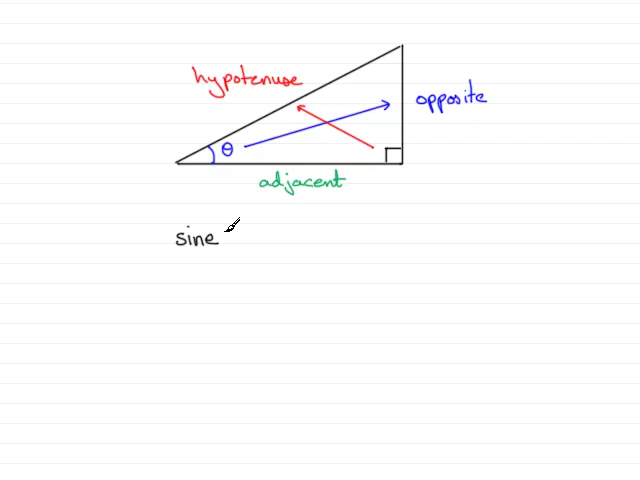 hypotenuse
opposite
θ
adjacent
sine